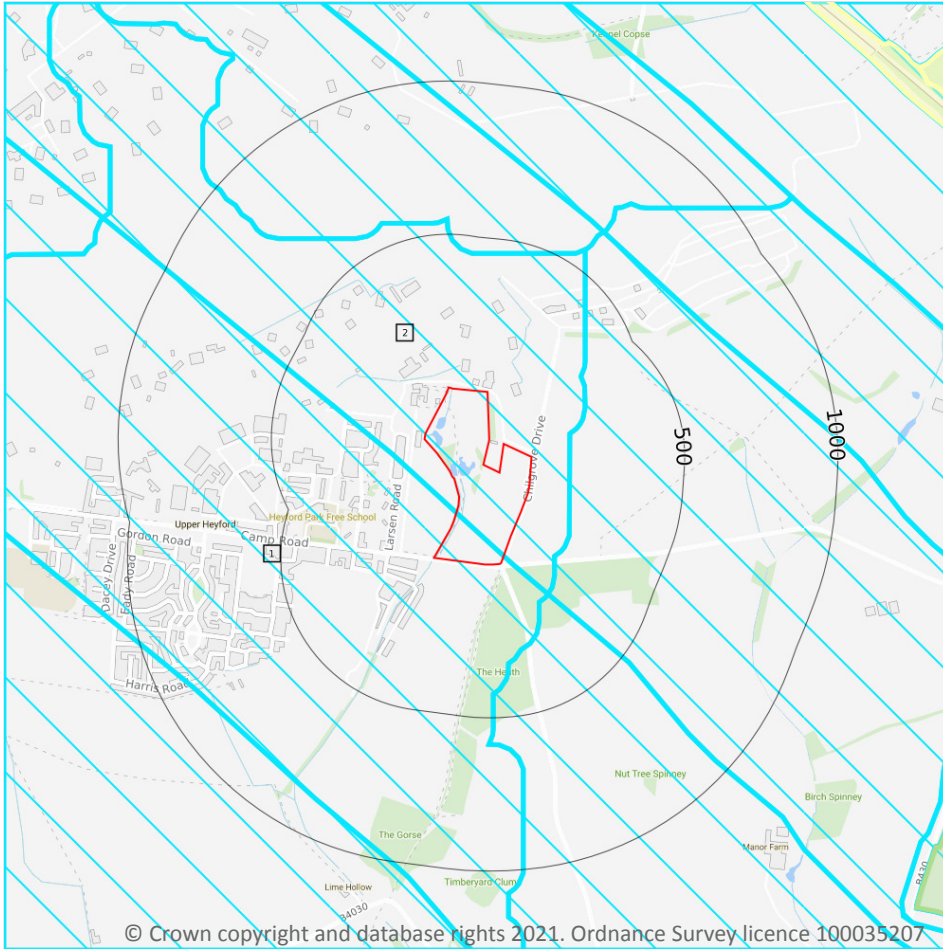 Kennel Copse
2
1000
500
Chilgrove Drive
Larsen Road
Heyford Park Free School
Upper Heyford
Camp Road
Gordon Road
1
Dacey Drive
Eady Road
Harris Road
The Heath
Nut Tree Spinney
Birch Spinney
The Gorse
Manor Farm
Timberyard Clump
Lime Hollow
B4030
B430
© Crown copyright and database rights 2021. Ordnance Survey licence 100035207